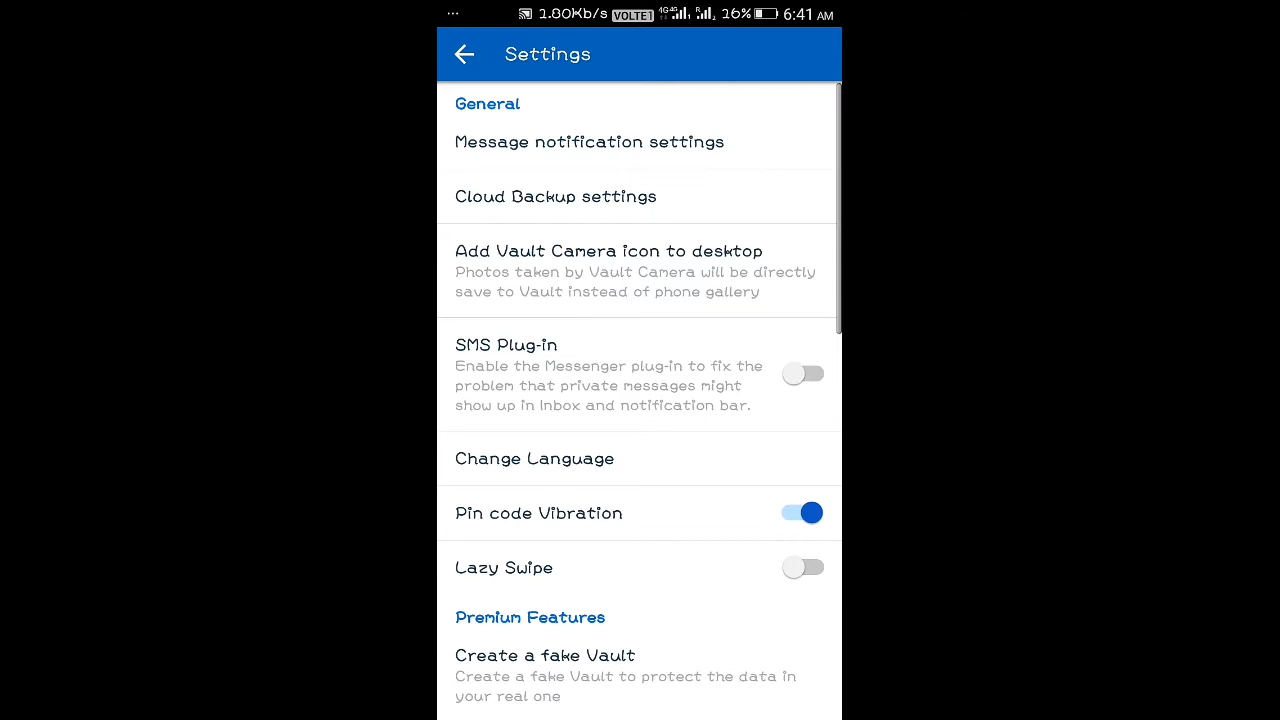 ... 1.80Kb/s VOLTE1 4G 4G R 26% 6:41 AM
Settings
General
Message notification settings
Cloud Backup settings
Add Vault Camera icon to desktop
Photos taken by Vault Camera will be directly
save to Vault instead of phone gallery
SMS Plug-in
Enable the Messenger plug-in to fix the
problem that private messages might
show up in Inbox and notification bar.
Change Language
Pin code Vibration
Lazy Swipe
Premium Features
Create a fake Vault
Create a fake Vault to protect the data in
your real one